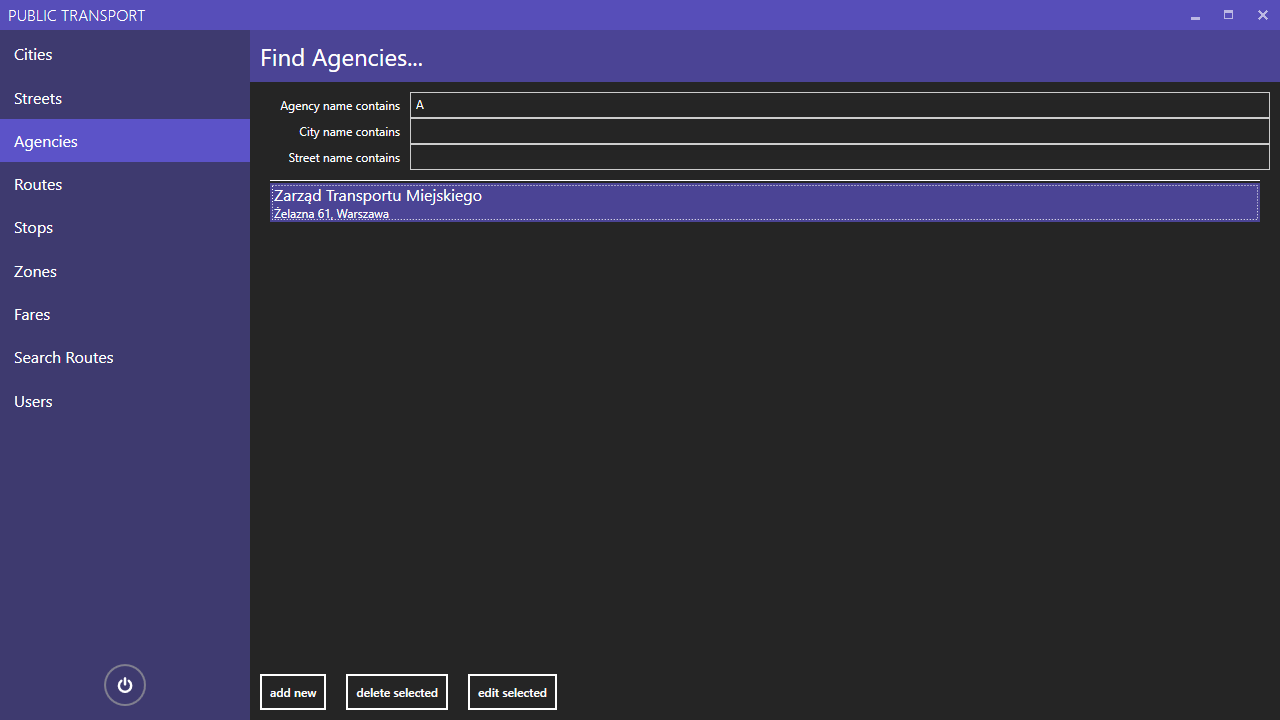 PUBLIC TRANSPORT
Cities
Streets
Agencies
Routes
Stops
Zones
Fares
Search Routes
Users
Find Agencies...
Agency name contains A
City name contains
Street name contains
Zarząd Transportu Miejskiego
Żelazna 61, Warszawa
add new delete selected edit selected